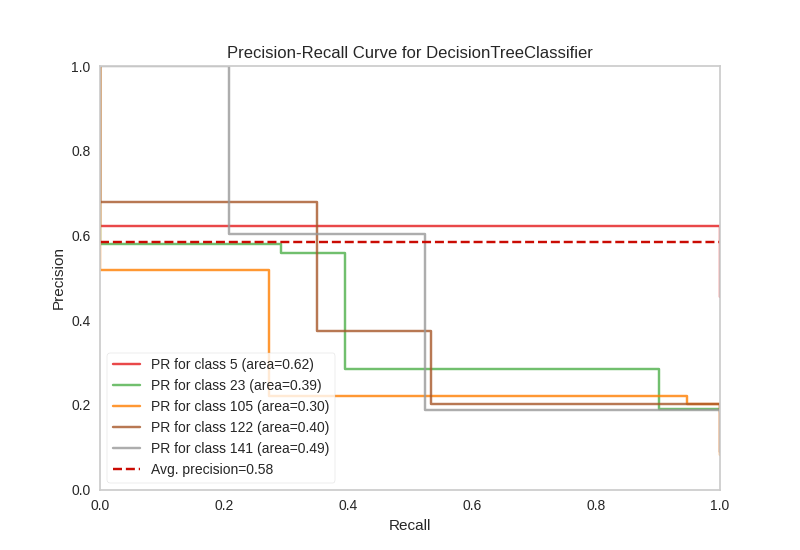 Precision-Recall Curve for DecisionTreeClassifier
1.0
0.8
0.6
0.4
0.2
0.0
Precision
PR for class 5 (area=0.62)
PR for class 23 (area=0.39)
PR for class 105 (area=0.30)
PR for class 122 (area=0.40)
PR for class 141 (area=0.49)
Avg. precision=0.58
0.0 0.2 0.4 0.6 0.8 1.0
Recall